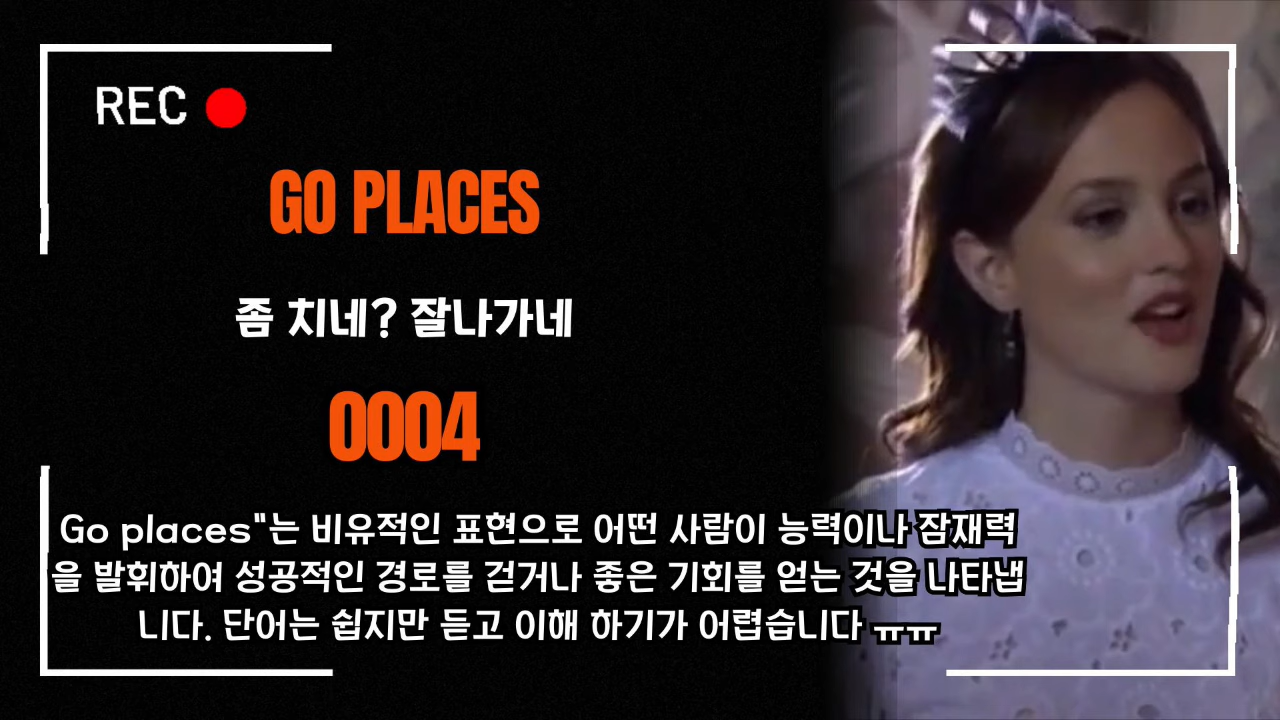 REC
GO PLACES
좀 치네? 잘나가네
0004
Go places"는 비유적인 표현으로 어떤 사람이 능력이나 잠재력
을 발휘하여 성공적인 경로를 걷거나 좋은 기회를 얻는 것을 나타냅
니다. 단어는 쉽지만 듣고 이해 하기가 어렵습니다 ㅠㅠ